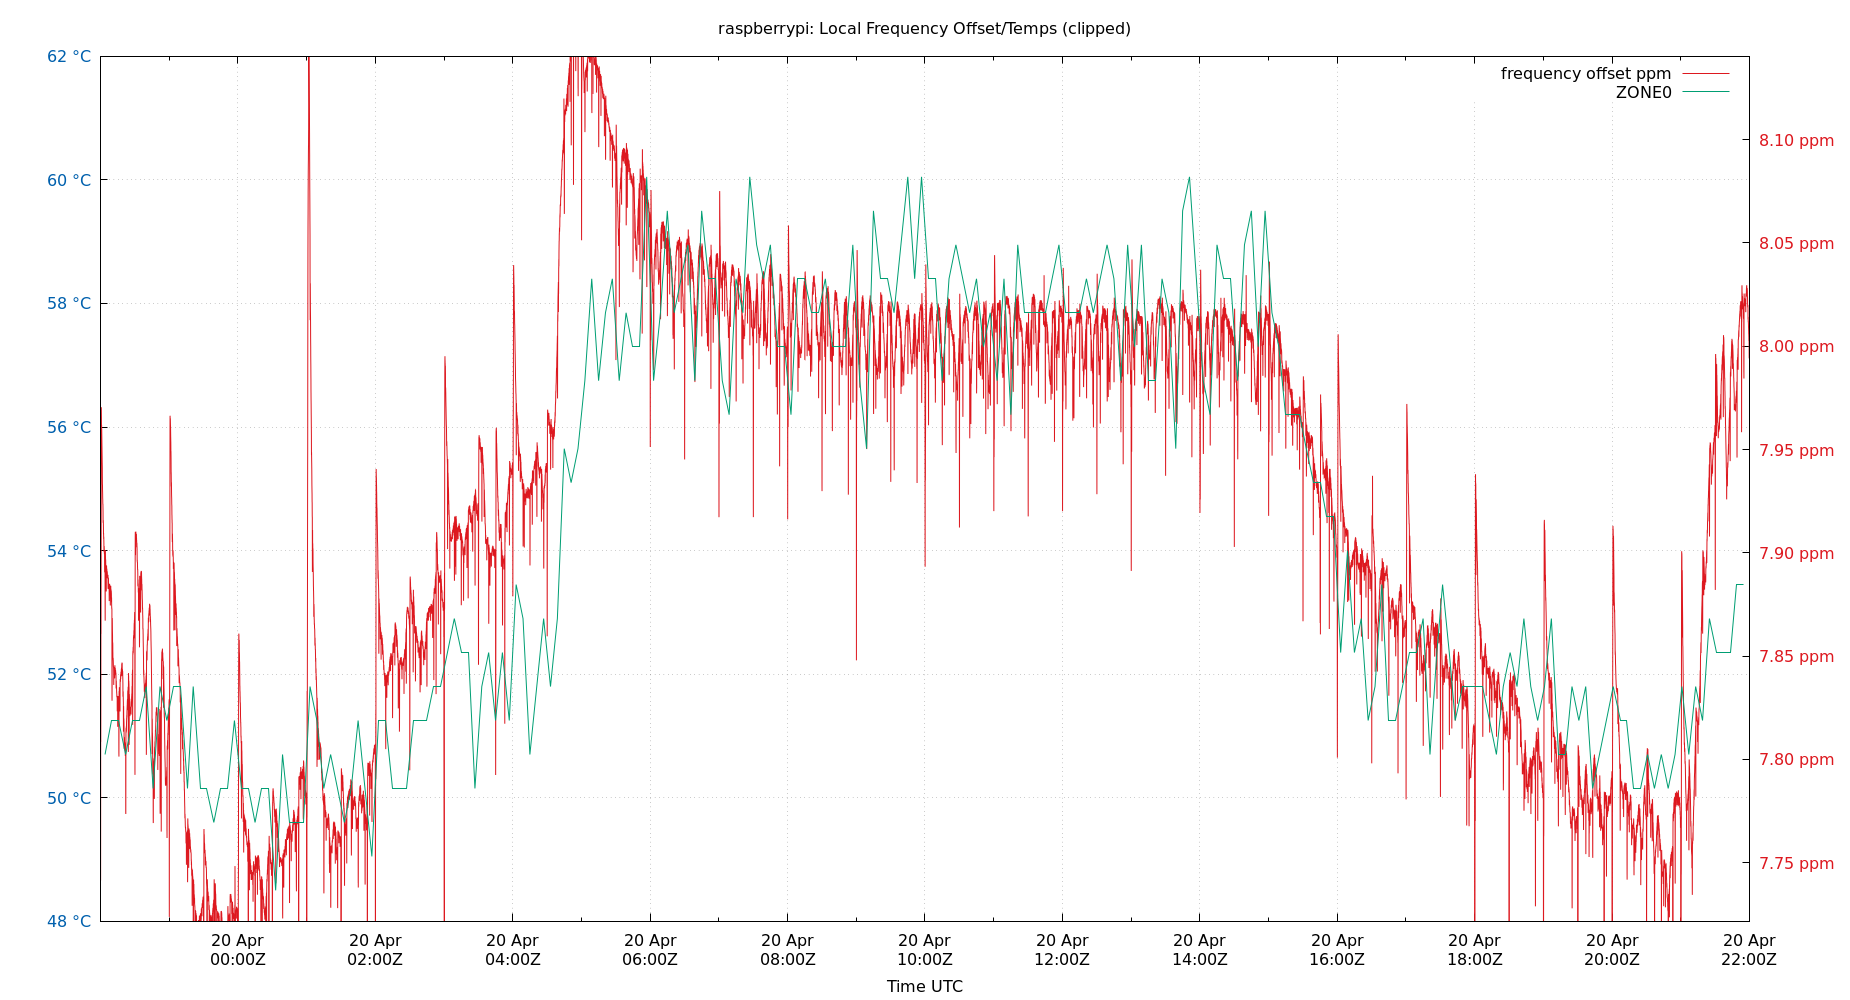 raspberrypi: Local Frequency Offset/Temps (clipped)
frequency offset ppm
ZONE0
62 °C
60 °C
58 °C
56 °C
54 °C
52 °C
50 °C
48 °C
8.10 ppm
8.05 ppm
8.00 ppm
7.95 ppm
7.90 ppm
7.85 ppm
7.80 ppm
7.75 ppm
20 Apr 20 Apr 20 Apr 20 Apr 20 Apr 20 Apr 20 Apr 20 Apr 20 Apr 20 Apr 20 Apr 20 Apr
00:00Z 02:00Z 04:00Z 06:00Z 08:00Z 10:00Z 12:00Z 14:00Z 16:00Z 18:00Z 20:00Z 22:00Z
Time UTC